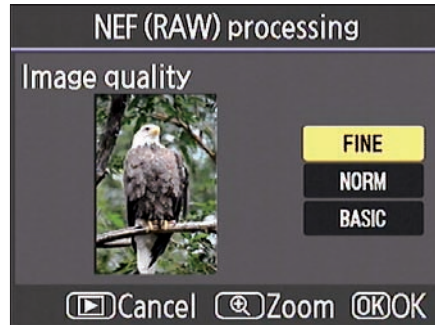 NEF (RAW) processing
Image quality
FINE
NORM
BASIC
Cancel Zoom OK OK